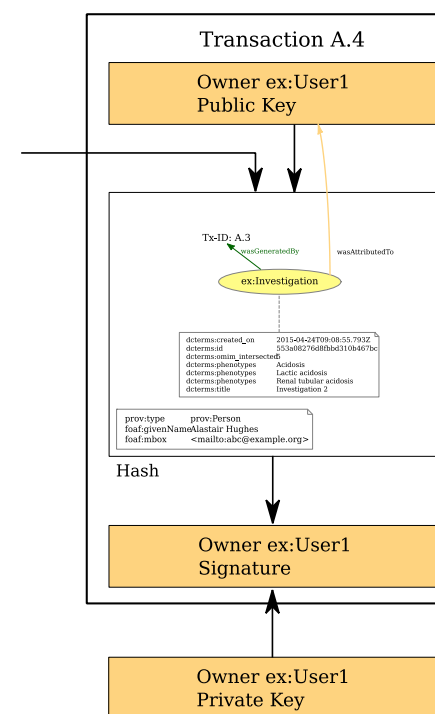 Transaction A.4
Owner ex:User1
Public Key
Tx-ID: A.3
wasGeneratedBy
wasAttributedTo
ex:Investigation
dcterms:created_on 2015-04-24T09:08:55.793Z
dcterms:id 553a08276d8fbbd310b467bc
dcterms:omim_intersected 5
dcterms:phenotypes Acidosis
dcterms:phenotypes Lactic acidosis
dcterms:phenotypes Renal tubular acidosis
dcterms:title Investigation 2
prov:type prov:Person
foaf:givenName Alastair Hughes
foaf:mbox <mailto:abc@example.org>
Hash
Owner ex:User1
Signature
Owner ex:User1
Private Key